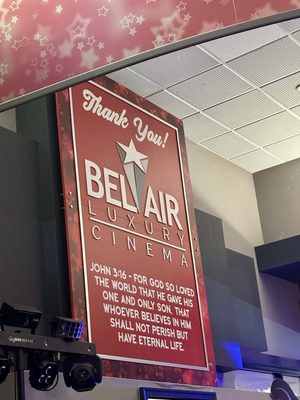 Thank You!
BEL AIR
LUXURY
CINEMA
JOHN 3:16 - FOR GOD SO LOVED
THE WORLD THAT HE GAVE HIS
ONE AND ONLY SON, THAT
WHOEVER BELIEVES IN HIM
SHALL NOT PERISH BUT
HAVE ETERNAL LIFE.